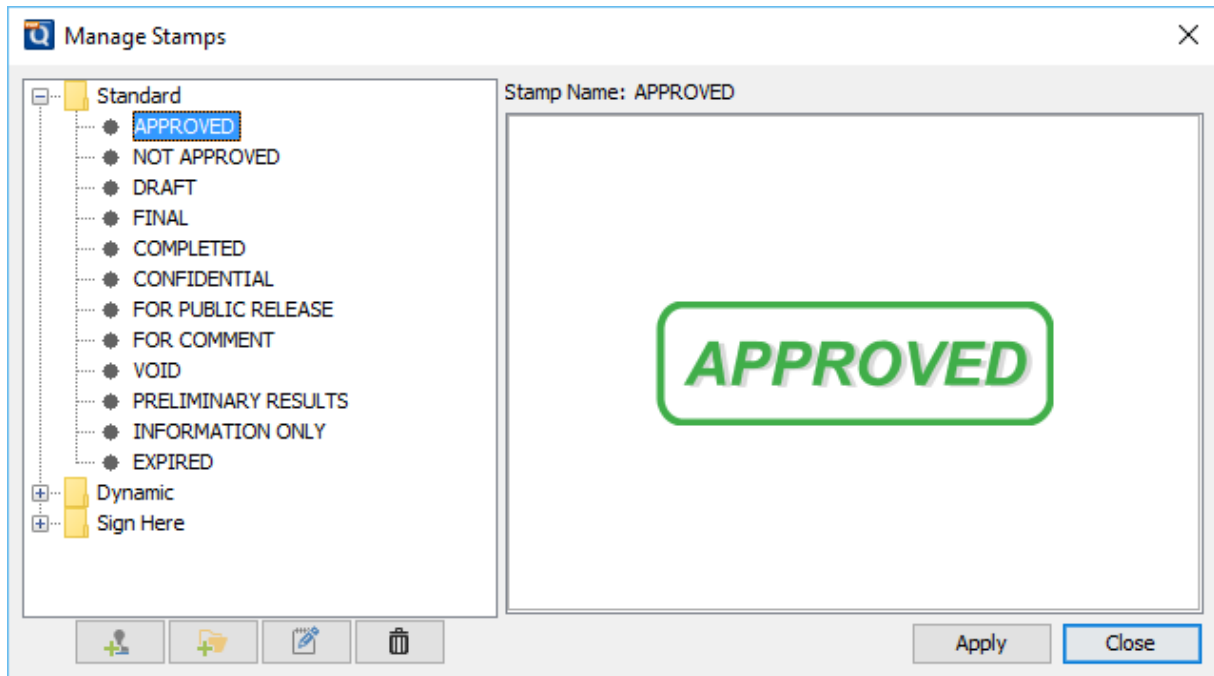 Manage Stamps
Standard
APPROVED
NOT APPROVED
DRAFT
FINAL
COMPLETED
CONFIDENTIAL
FOR PUBLIC RELEASE
FOR COMMENT
VOID
PRELIMINARY RESULTS
INFORMATION ONLY
EXPIRED
Dynamic
Sign Here
Stamp Name: APPROVED
APPROVED
Apply
Close